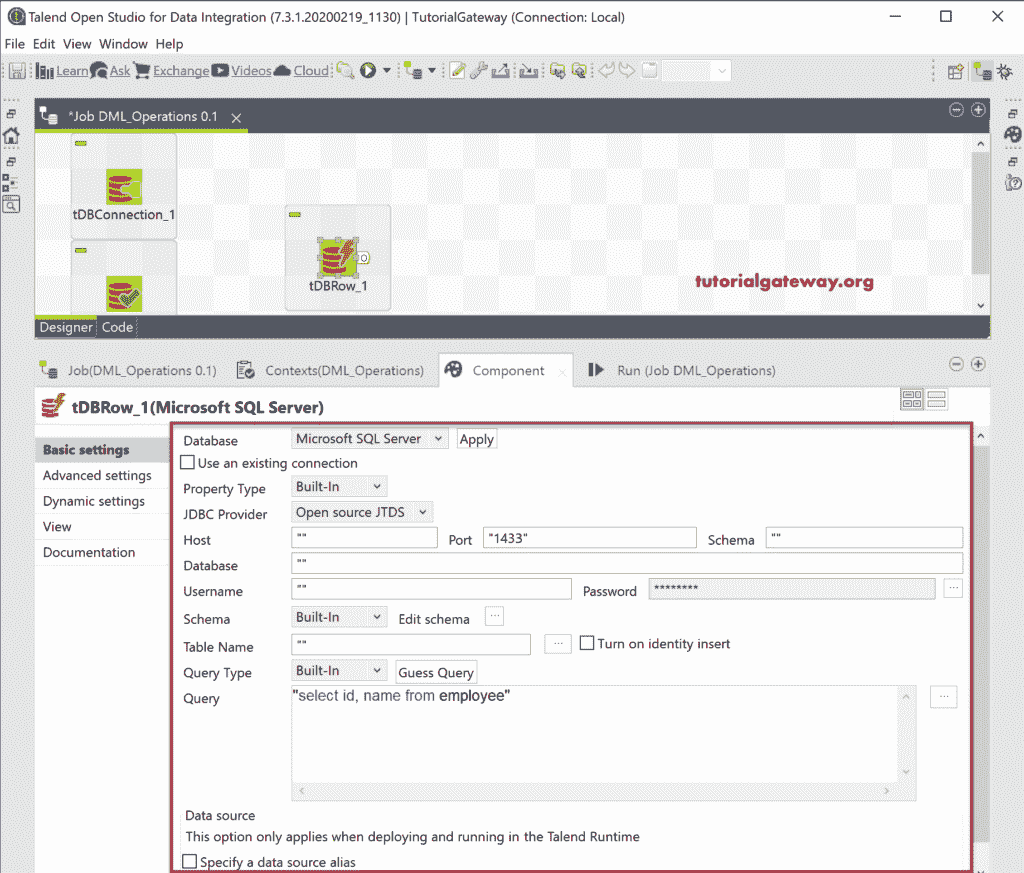 Talend Open Studio for Data Integration (7.3.1.20200219_1130) | TutorialGateway (Connection: Local)
File Edit View Window Help
Learn Ask Exchange Videos Cloud
*Job DML_Operations 0.1
tDBConnection_1
tDBRow_1
tutorialgateway.org
Designer Code
Job(DML_Operations 0.1) Contexts(DML_Operations) Component Run (Job DML_Operations)
tDBRow_1(Microsoft SQL Server)
Basic settings
Advanced settings
Dynamic settings
View
Documentation
Database Microsoft SQL Server Apply
Use an existing connection
Property Type Built-In
JDBC Provider Open source JTDS
Host "" Port "1433" Schema ""
Database ""
Username "" Password ********
Schema Built-In Edit schema ...
Table Name "" ... Turn on identity insert
Query Type Built-In Guess Query
Query "select id, name from employee" ...
Data source
This option only applies when deploying and running in the Talend Runtime
Specify a data source alias